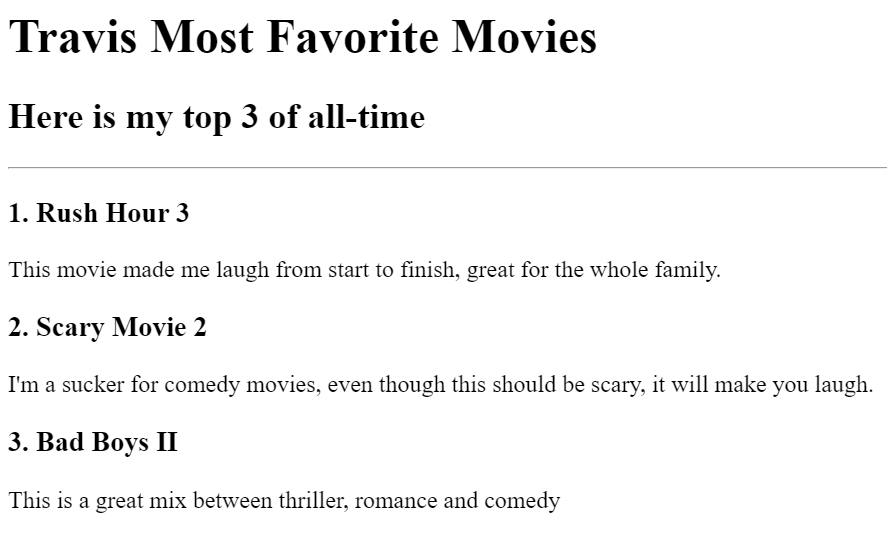 Travis Most Favorite Movies
Here is my top 3 of all-time
1. Rush Hour 3
This movie made me laugh from start to finish, great for the whole family.
2. Scary Movie 2
I'm a sucker for comedy movies, even though this should be scary, it will make you laugh.
3. Bad Boys II
This is a great mix between thriller, romance and comedy